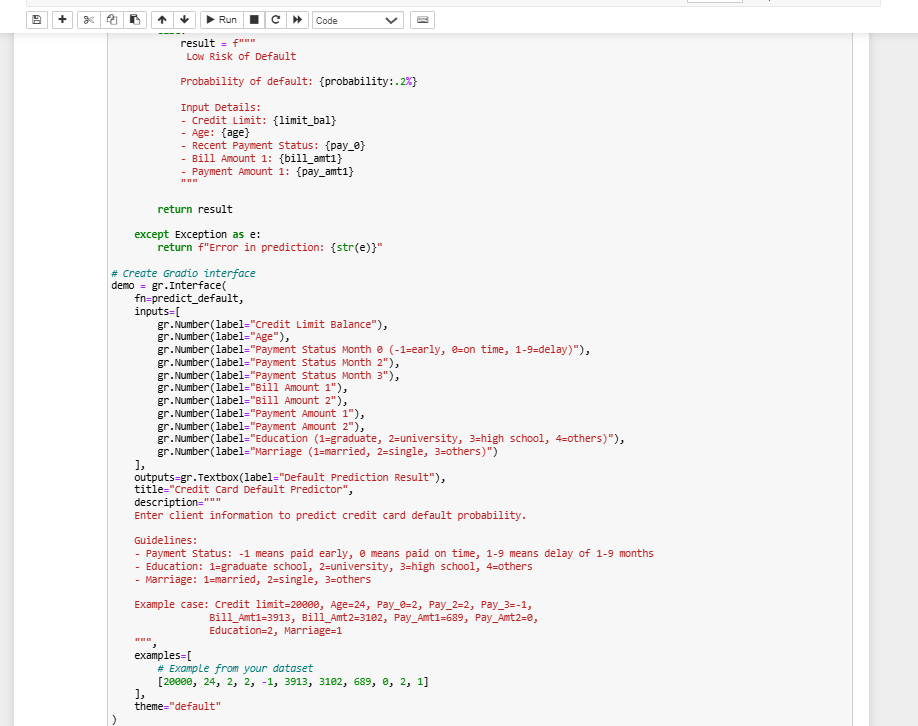 Run
Code
result = f"""
Low Risk of Default
Probability of default: {probability:.2%}
Input Details:
- Credit Limit: {limit_bal}
- Age: {age}
- Recent Payment Status: {pay_0}
- Bill Amount 1: {bill_amt1}
- Payment Amount 1: {pay_amt1}
"""
return result
except Exception as e:
return f"Error in prediction: {str(e)}"
# Create Gradio interface
demo = gr.Interface(
fn=predict_default,
inputs=[
gr.Number(label="Credit Limit Balance"),
gr.Number(label="Age"),
gr.Number(label="Payment Status Month 0 (-1=early, 0=on time, 1-9=delay)"),
gr.Number(label="Payment Status Month 2"),
gr.Number(label="Payment Status Month 3"),
gr.Number(label="Bill Amount 1"),
gr.Number(label="Bill Amount 2"),
gr.Number(label="Payment Amount 1"),
gr.Number(label="Payment Amount 2"),
gr.Number(label="Education (1=graduate, 2=university, 3=high school, 4=others)"),
gr.Number(label="Marriage (1=married, 2=single, 3=others)")
],
outputs=gr.Textbox(label="Default Prediction Result"),
title="Credit Card Default Predictor",
description="""
Enter client information to predict credit card default probability.
Guidelines:
- Payment Status: -1 means paid early, 0 means paid on time, 1-9 means delay of 1-9 months
- Education: 1=graduate school, 2=university, 3=high school, 4=others
- Marriage: 1=married, 2=single, 3=others
Example case: Credit limit=20000, Age=24, Pay_0=2, Pay_2=2, Pay_3=-1,
Bill_Amt1=3913, Bill_Amt2=3102, Pay_Amt1=689, Pay_Amt2=0,
Education=2, Marriage=1
""",
examples=[
# Example from your dataset
[20000, 24, 2, 2, -1, 3913, 3102, 689, 0, 2, 1]
],
theme="default"
)